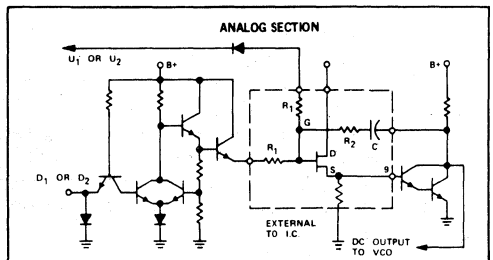 ANALOG SECTION
U1 OR U2
B+
B+
R1
G
R2
C
R1
D
S
9
D1 OR D2
EXTERNAL
TO I.C.
DC OUTPUT
TO VCO